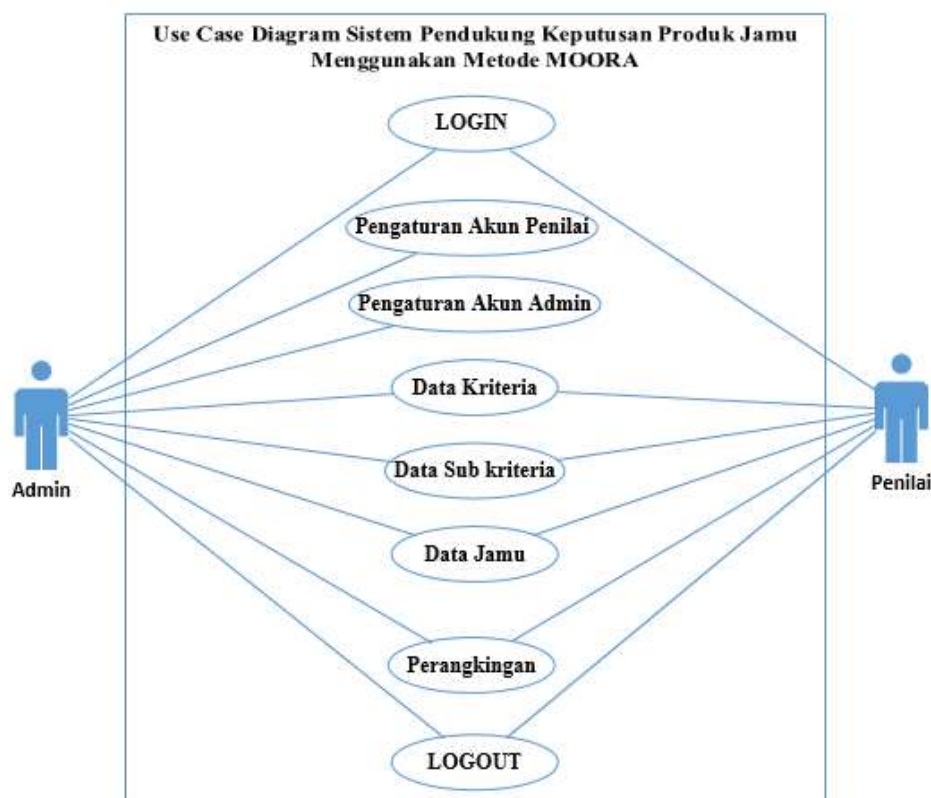 Use Case Diagram Sistem Pendukung Keputusan Produk Jamu
Menggunakan Metode MOORA
LOGIN
Pengaturan Akun Penilai
Pengaturan Akun Admin
Data Kriteria
Data Sub kriteria
Data Jamu
Perangkingan
LOGOUT
Admin
Penilai